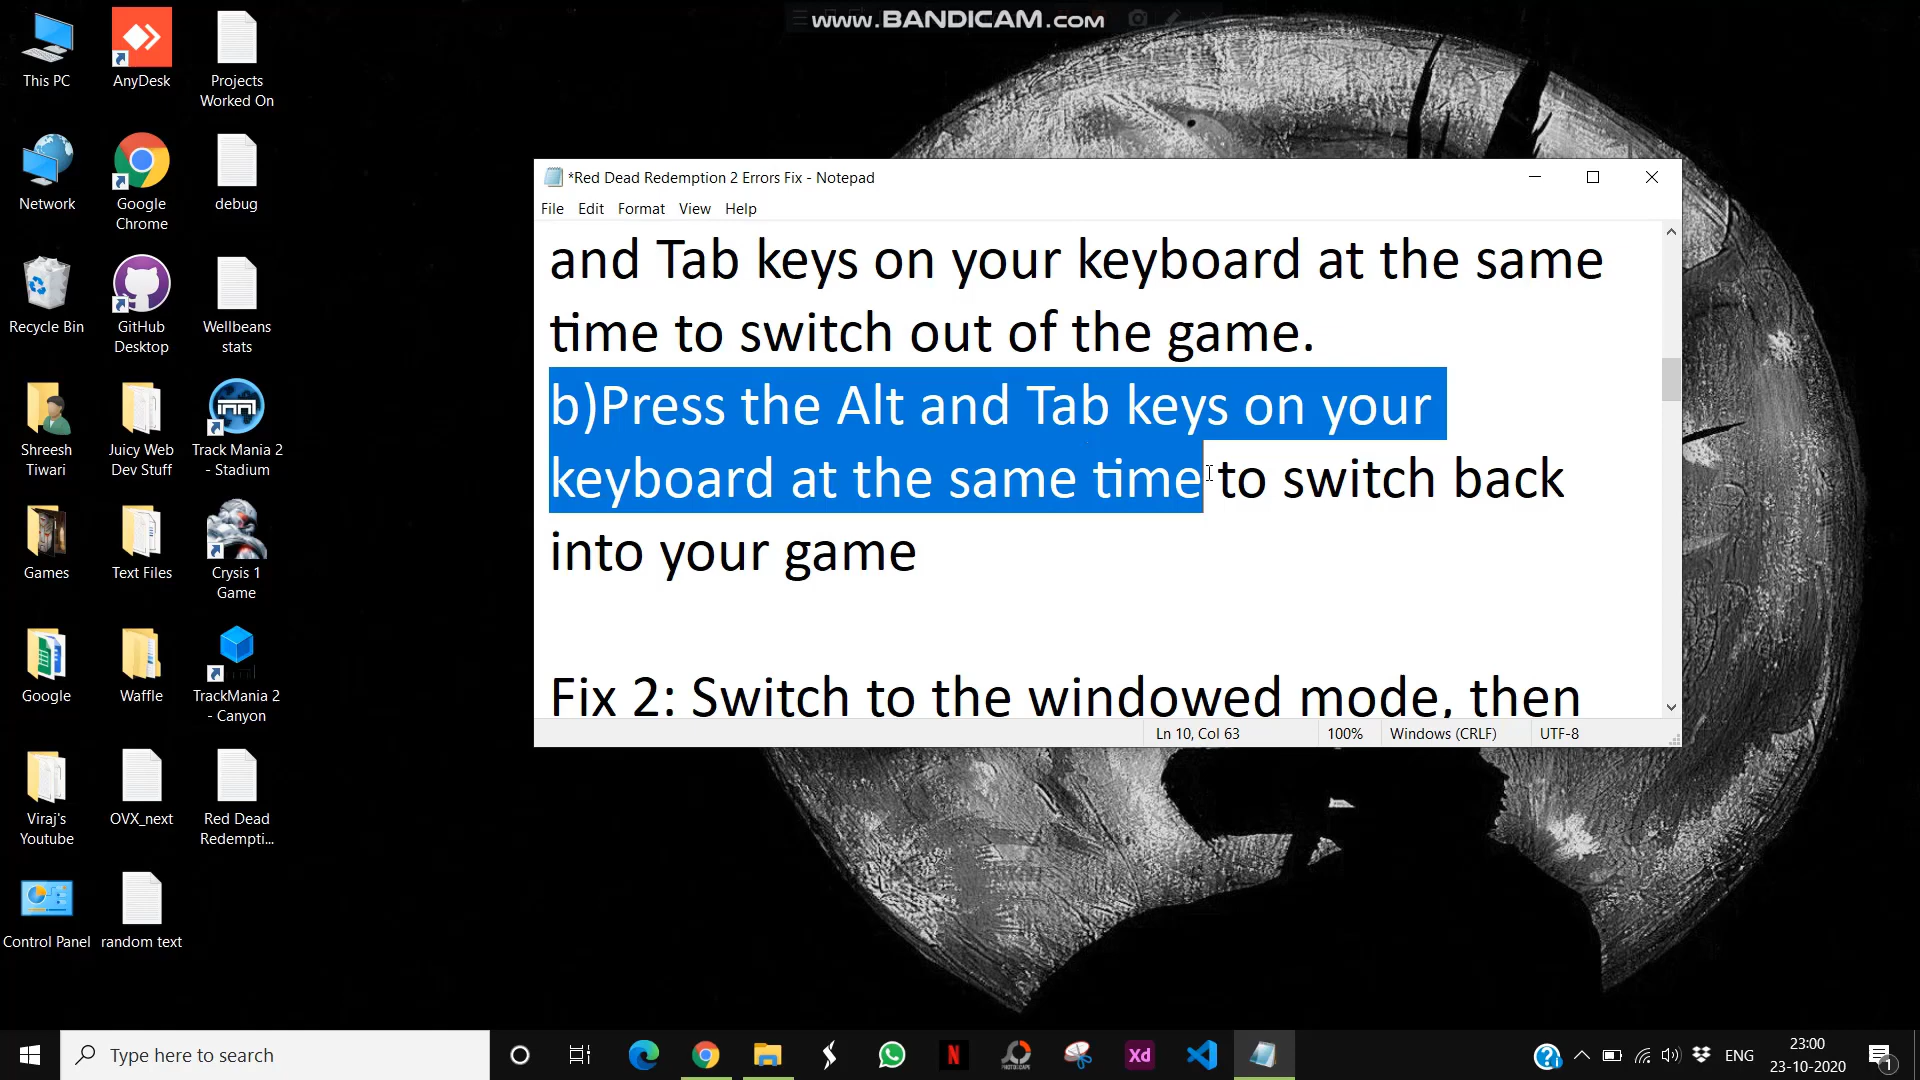 www.BANDICAM.com
This PC
AnyDesk
Projects
Worked On
Network
Google
Chrome
debug
Recycle Bin
GitHub
Desktop
Wellbeans
stats
Shreesh
Tiwari
Juicy Web
Dev Stuff
Track Mania 2
- Stadium
Games
Text Files
Crysis 1
Game
Google
Waffle
TrackMania 2
- Canyon
Viraj's
Youtube
OVX_next
Red Dead
Redempti...
Control Panel
random text
*Red Dead Redemption 2 Errors Fix - Notepad
File Edit Format View Help
and Tab keys on your keyboard at the same
time to switch out of the game.
b)Press the Alt and Tab keys on your
keyboard at the same time to switch back
into your game
Fix 2: Switch to the windowed mode, then
Ln 10, Col 63 100% Windows (CRLF) UTF-8
Type here to search
N
PHOTOSCAPE
Xd
ENG
23:00
23-10-2020
1